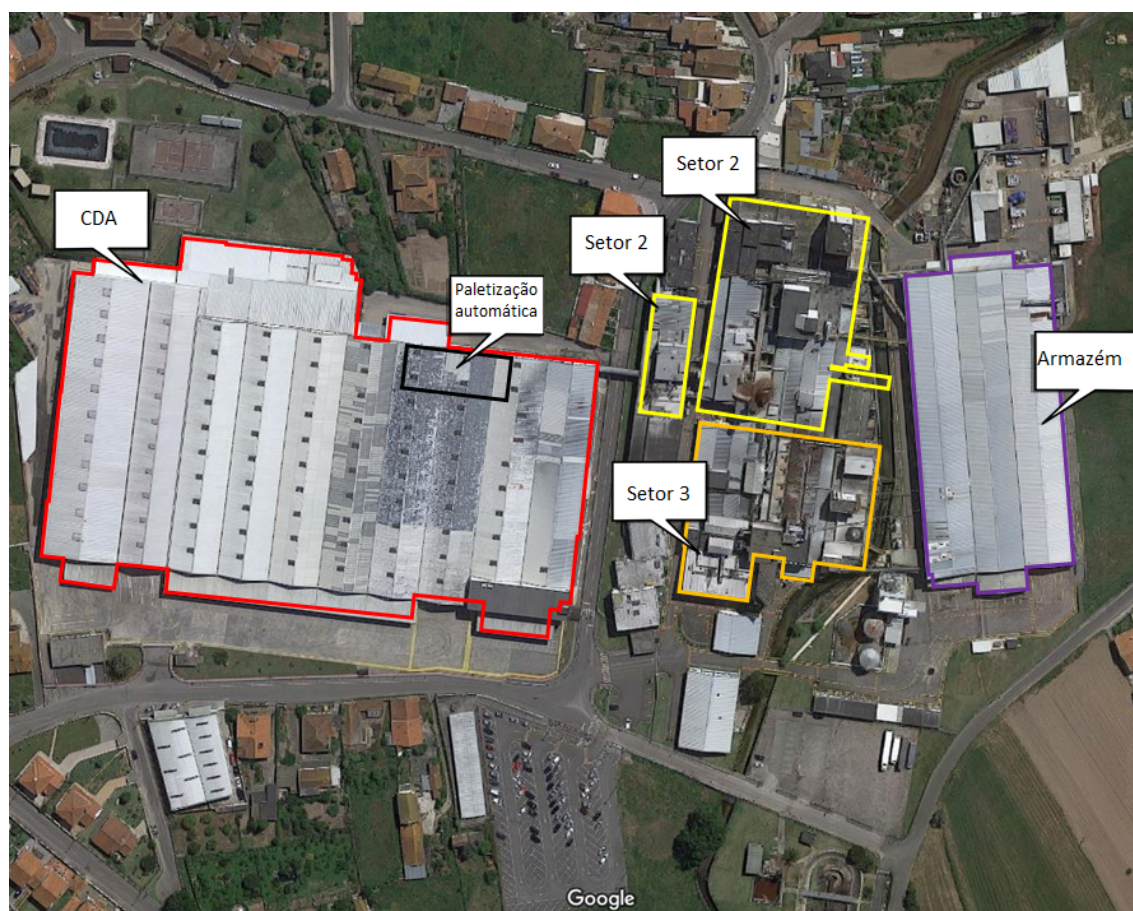 Setor 2
CDA
Setor 2
Paletização
automática
Armazém
Setor 3
Google